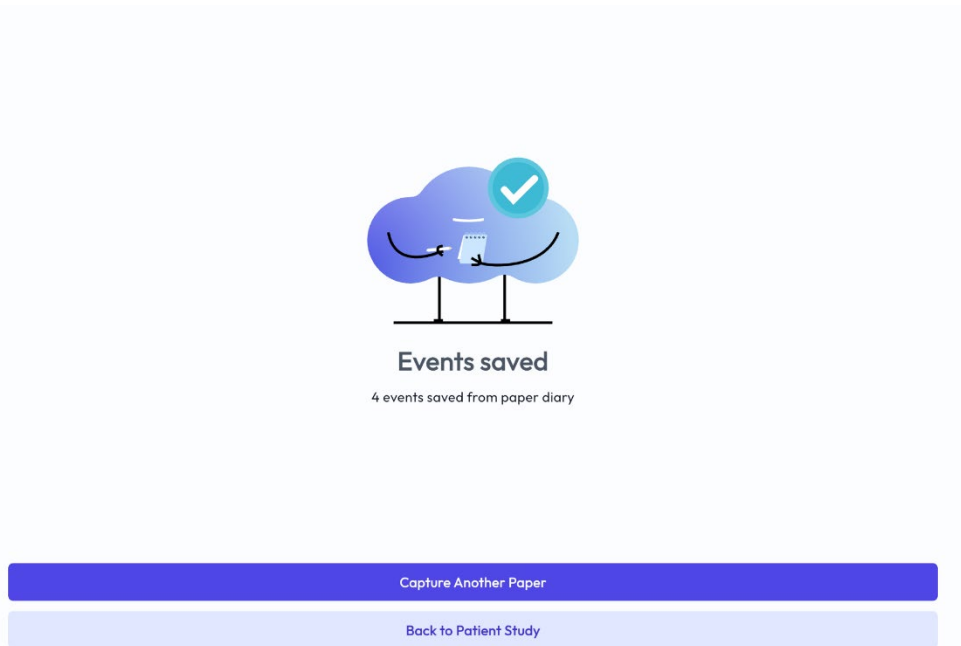 Events saved
4 events saved from paper diary
Capture Another Paper
Back to Patient Study